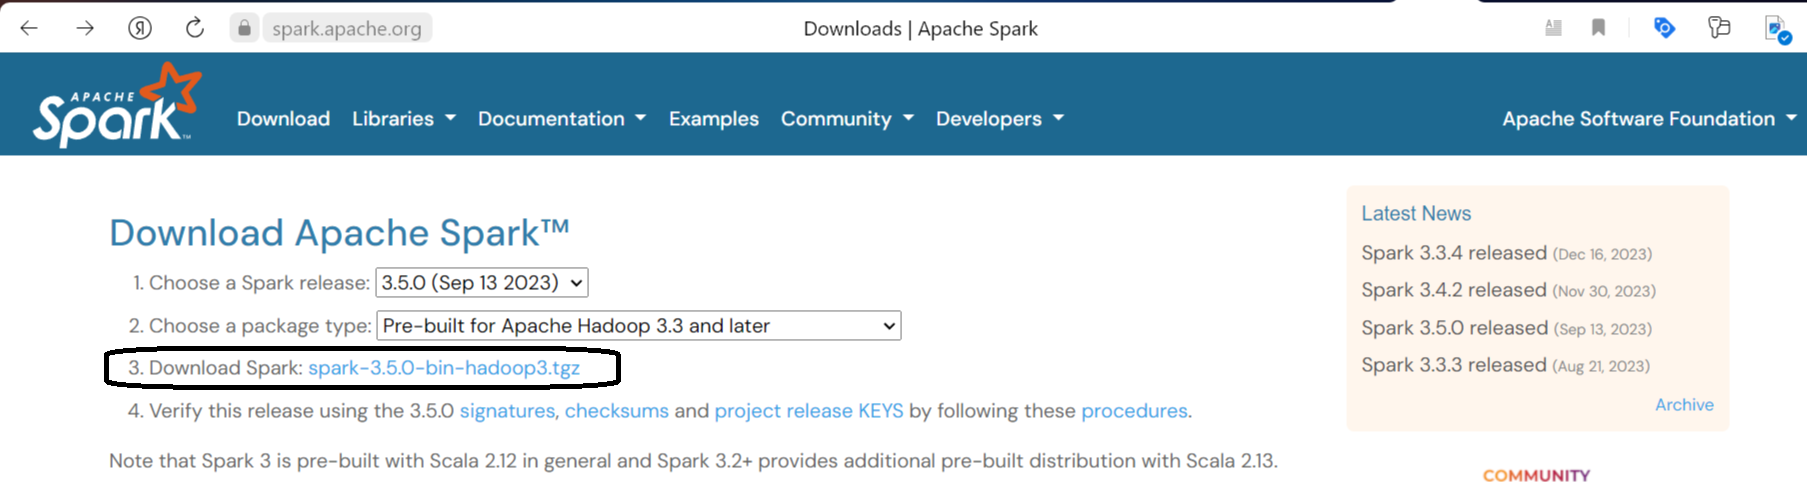 Я
spark.apache.org
Downloads | Apache Spark
APACHE
Spark™
Download Libraries Documentation Examples Community Developers Apache Software Foundation
Download Apache Spark™
1. Choose a Spark release: 3.5.0 (Sep 13 2023)
2. Choose a package type: Pre-built for Apache Hadoop 3.3 and later
3. Download Spark: spark-3.5.0-bin-hadoop3.tgz
4. Verify this release using the 3.5.0 signatures, checksums and project release KEYS by following these procedures.
Note that Spark 3 is pre-built with Scala 2.12 in general and Spark 3.2+ provides additional pre-built distribution with Scala 2.13.
Latest News
Spark 3.3.4 released (Dec 16, 2023)
Spark 3.4.2 released (Nov 30, 2023)
Spark 3.5.0 released (Sep 13, 2023)
Spark 3.3.3 released (Aug 21, 2023)
Archive
COMMUNITY